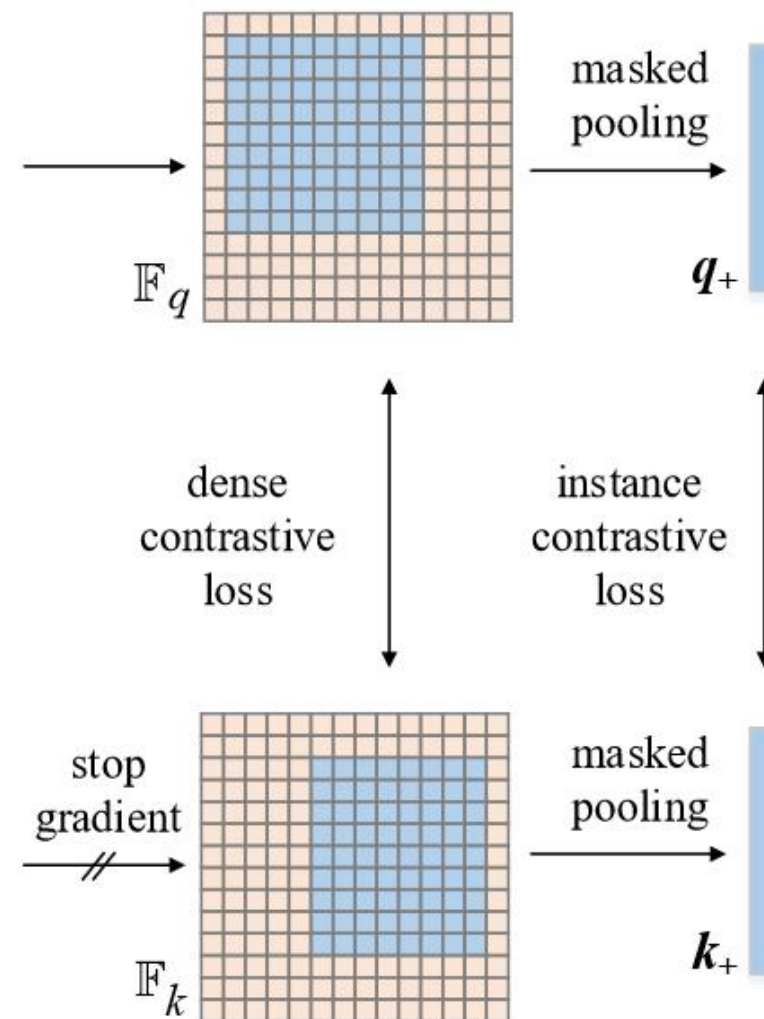 masked
pooling
𝔽q
q+
dense
contrastive
loss
instance
contrastive
loss
stop
gradient
masked
pooling
𝔽k
k+